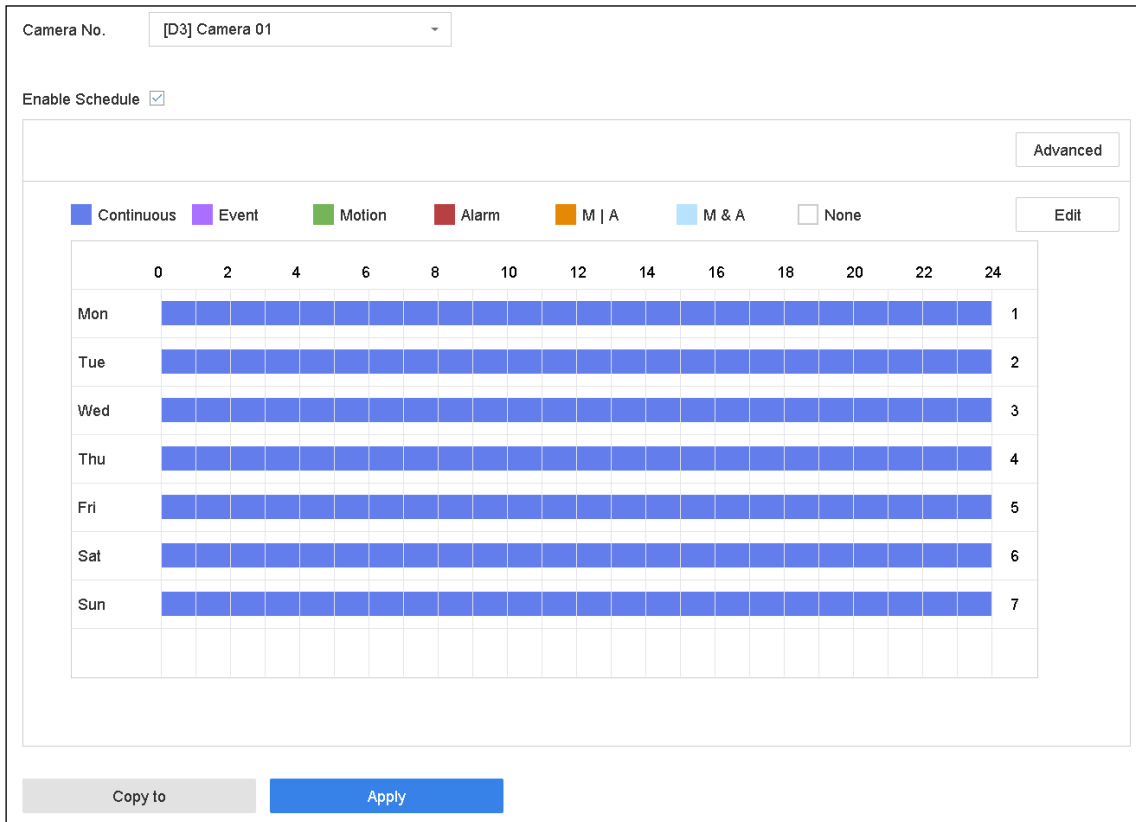 Camera No. [D3] Camera 01
Enable Schedule
Advanced
Continuous Event Motion Alarm M | A M & A None Edit
0 2 4 6 8 10 12 14 16 18 20 22 24
Mon 1
Tue 2
Wed 3
Thu 4
Fri 5
Sat 6
Sun 7
Copy to Apply